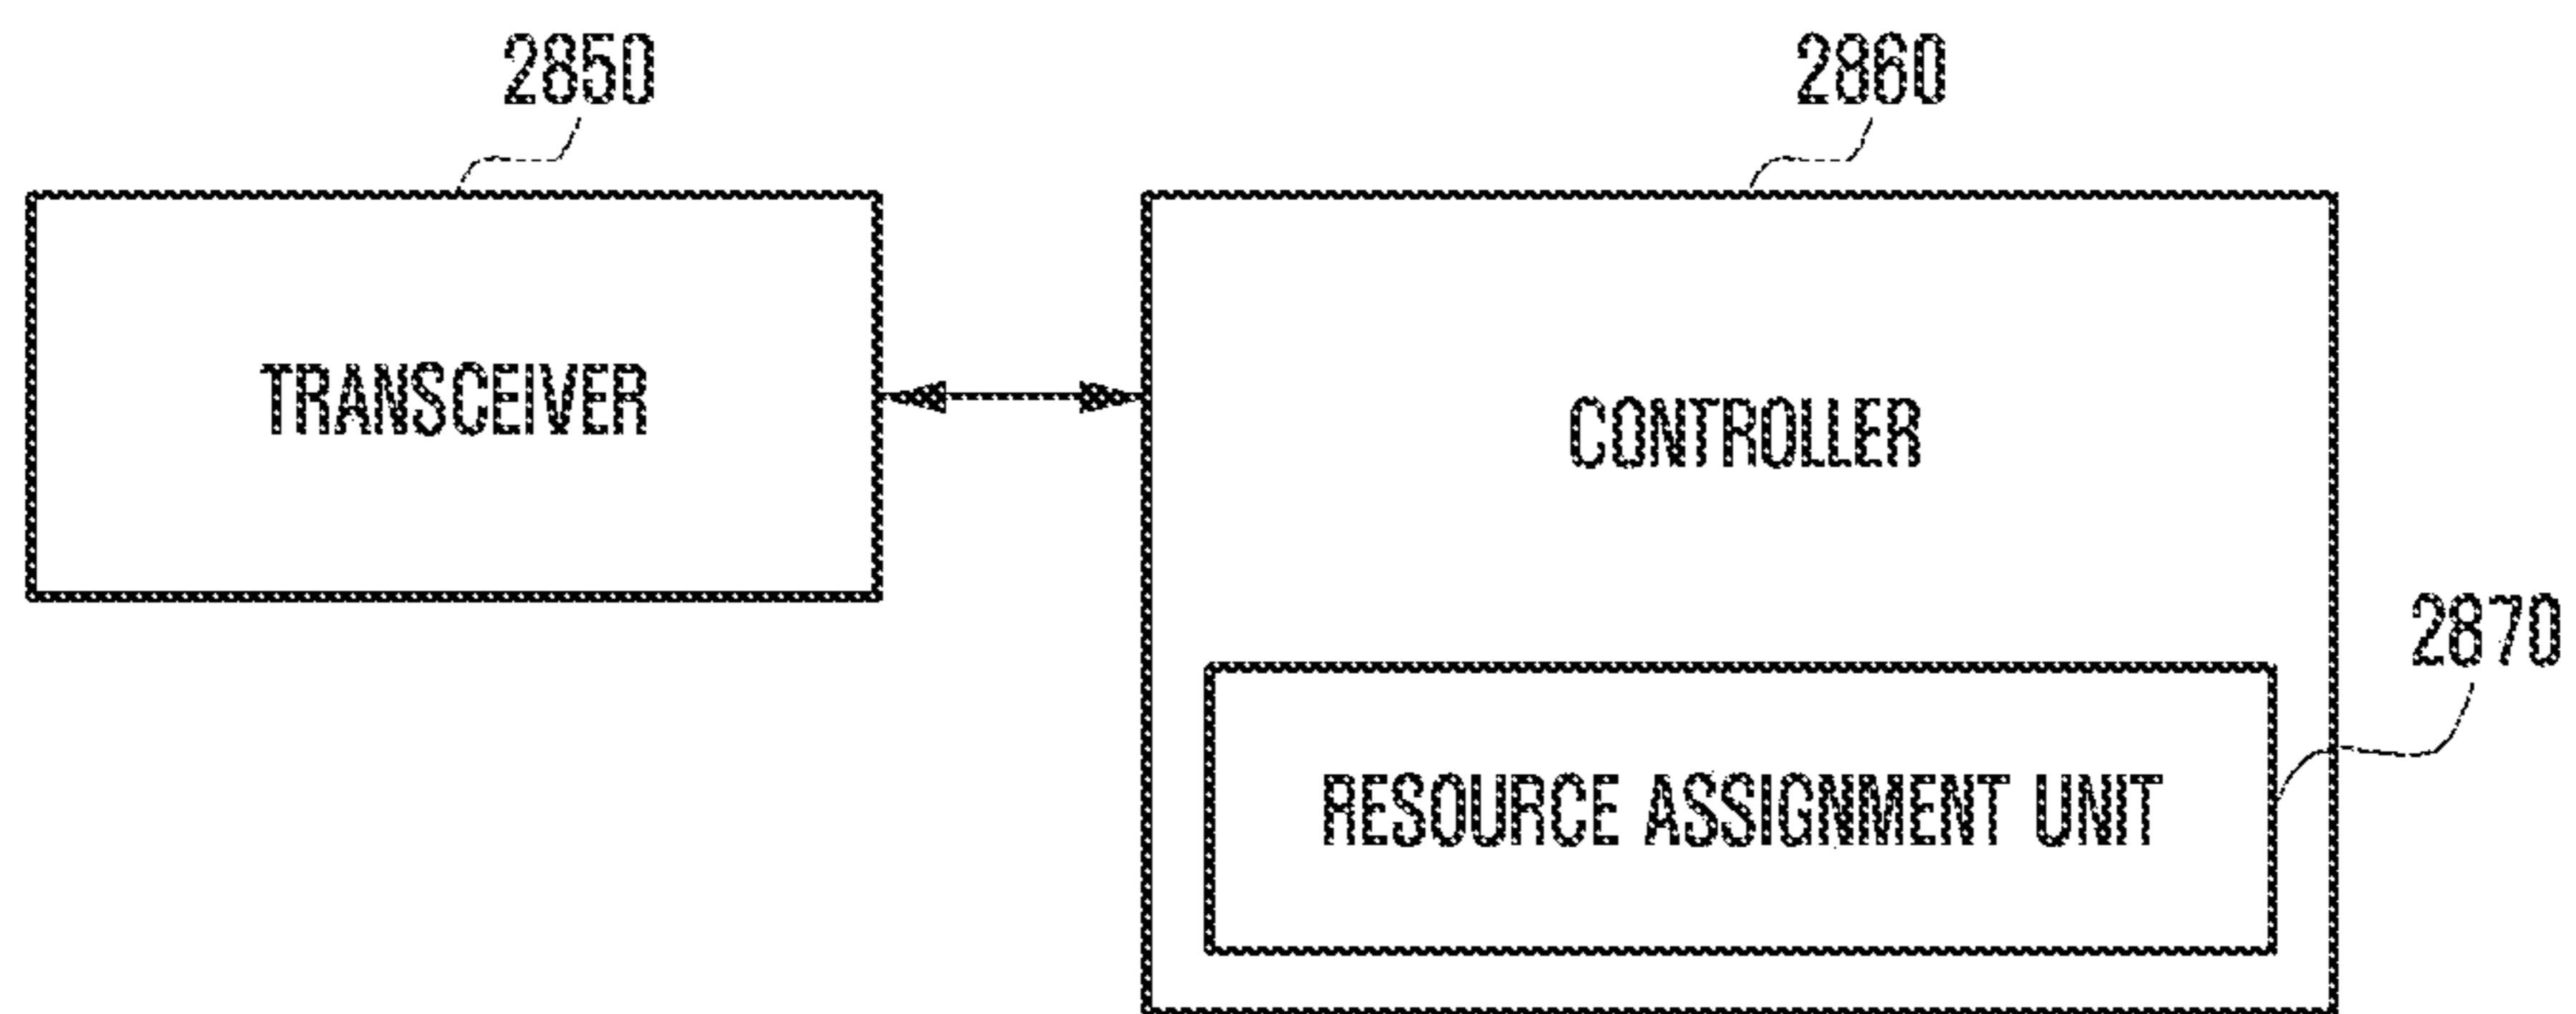 2850
2860
TRANSCEIVER
CONTROLLER
2870
RESOURCE ASSIGNMENT UNIT